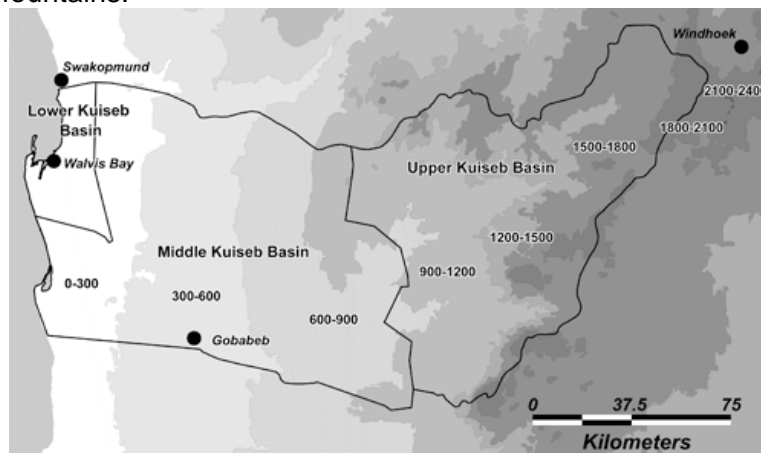 Windhoek
Swakopmund
2100-2400
Lower Kuiseb
Basin
1800-2100
1500-1800
Walvis Bay
Upper Kuiseb Basin
1200-1500
Middle Kuiseb Basin
900-1200
0-300
300-600
600-900
Gobabeb
0 37.5 75
Kilometers